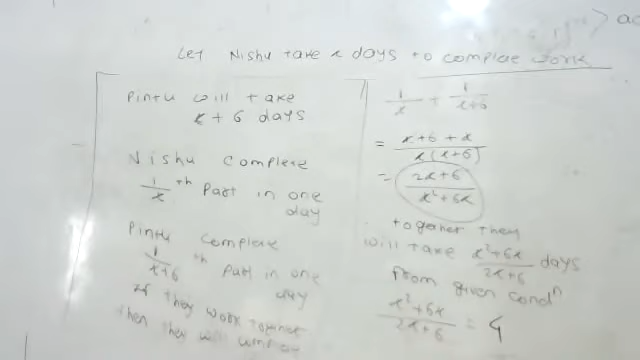 Let Nishu take x days to complae work
Pintu will take
x + 6 days
Nishu complete
1/x th part in one
day
Pintu complete
1/x+6 th part in one
day
If they work together
then they will
1/x + 1/x+6
= x+6+x / x(x+6)
= 2x+6 / x²+6x
together they
will take x²+6x / 2x+6 days
From given condⁿ
x²+6x / 2x+6 = 4